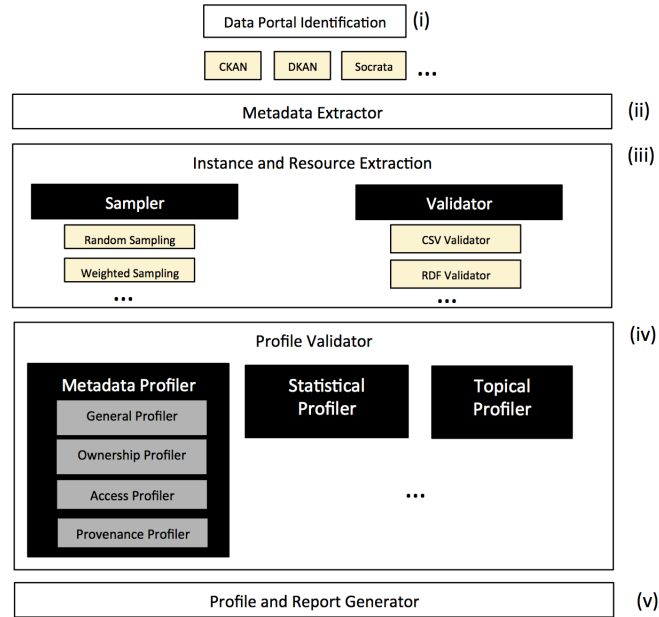 Data Portal Identification
(i)
CKAN
DKAN
Socrata
...
Metadata Extractor
(ii)
Instance and Resource Extraction
(iii)
Sampler
Validator
Random Sampling
CSV Validator
Weighted Sampling
RDF Validator
...
...
Profile Validator
(iv)
Metadata Profiler
Statistical
Profiler
Topical
Profiler
General Profiler
Ownership Profiler
Access Profiler
...
Provenance Profiler
Profile and Report Generator
(v)